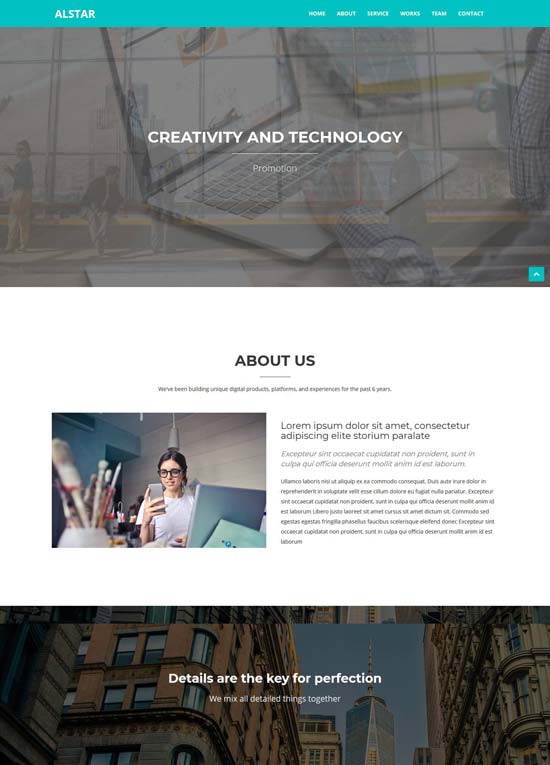 ALSTAR
HOME ABOUT SERVICE WORKS TEAM CONTACT
CREATIVITY AND TECHNOLOGY
Promotion
ABOUT US
We've been building unique digital products, platforms, and experiences for the past 6 years.
Lorem ipsum dolor sit amet, consectetur
adipiscing elite storium paralate
Excepteur sint occaecat cupidatat non proident, sunt in
culpa qui officia deserunt mollit anim id est laborum.
Ullamco laboris nisi ut aliquip ex ea commodo consequat. Duis aute irure dolor in
reprehenderit in voluptate velit esse cillum dolore eu fugiat nulla pariatur. Excepteur
sint occaecat cupidatat non proident, sunt in culpa qui officia deserunt mollit anim id
est laborum Libero justo laoreet sit amet cursus sit amet dictum sit. Commodo sed
egestas egestas fringilla phasellus faucibus scelerisque eleifend donec Excepteur sint
occaecat cupidatat non proident, sunt in culpa qui officia deserunt mollit anim id est
laborum
Details are the key for perfection
We mix all detailed things together